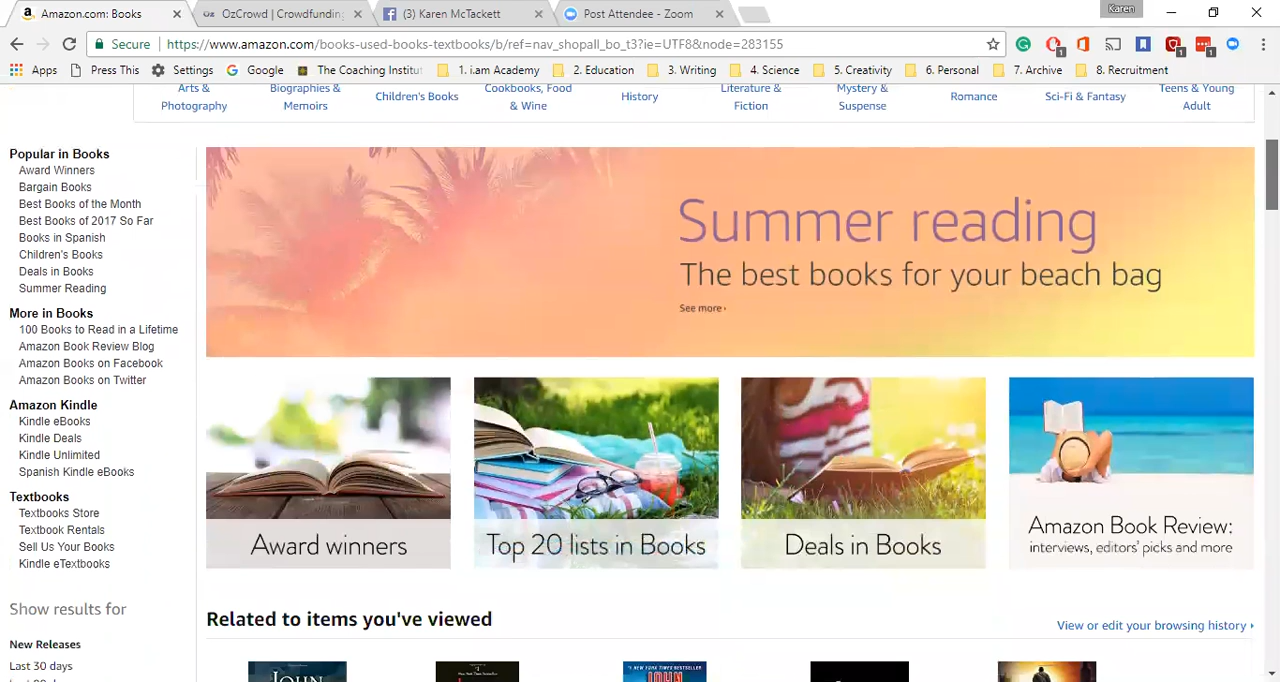 Amazon.com: Books
OzCrowd | Crowdfunding
(3) Karen McTackett
Post Attendee - Zoom
Karen
Secure
https://www.amazon.com/books-used-books-textbooks/b/ref=nav_shopall_bo_t3?ie=UTF8&node=283155
Apps
Press This
Settings
Google
The Coaching Institut
1. i.am Academy
2. Education
3. Writing
4. Science
5. Creativity
6. Personal
7. Archive
8. Recruitment
Arts &
Photography
Biographies &
Memoirs
Children's Books
Cookbooks, Food
& Wine
History
Literature &
Fiction
Mystery &
Suspense
Romance
Sci-Fi & Fantasy
Teens & Young
Adult
Popular in Books
Award Winners
Bargain Books
Best Books of the Month
Best Books of 2017 So Far
Books in Spanish
Children's Books
Deals in Books
Summer Reading
More in Books
100 Books to Read in a Lifetime
Amazon Book Review Blog
Amazon Books on Facebook
Amazon Books on Twitter
Amazon Kindle
Kindle eBooks
Kindle Deals
Kindle Unlimited
Spanish Kindle eBooks
Textbooks
Textbooks Store
Textbook Rentals
Sell Us Your Books
Kindle eTextbooks
Show results for
New Releases
Last 30 days
Summer reading
The best books for your beach bag
See more ›
Award winners
Top 20 lists in Books
Deals in Books
Amazon Book Review:
interviews, editors' picks and more
Related to items you've viewed
View or edit your browsing history
JOHN
#1 NEW YORK TIMES BESTSELLER
JOHN